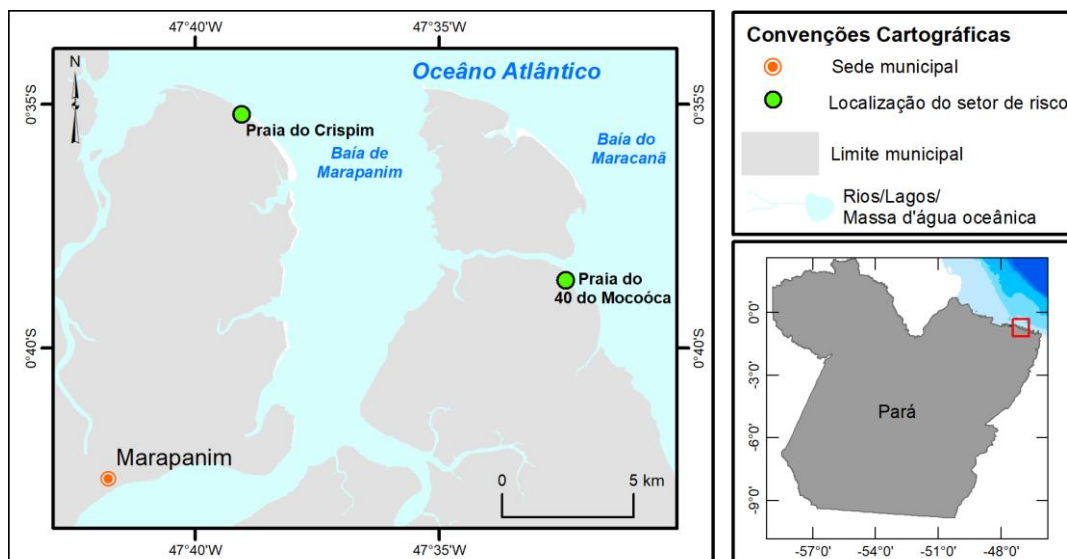 47°40'W
47°35'W
N
Oceâno Atlântico
0°35'S
0°35'S
Praia do Crispim
Baía de
Marapanim
Baía do
Maracanã
Praia do
40 do Mocoóca
0°40'S
0°40'S
Marapanim
0
5 km
47°40'W
47°35'W
Convenções Cartográficas
Sede municipal
Localização do setor de risco
Limite municipal
Rios/Lagos/
Massa d'água oceânica
0°0'
-3°0'
-6°0'
-9°0'
Pará
-57°0'
-54°0'
-51°0'
-48°0'